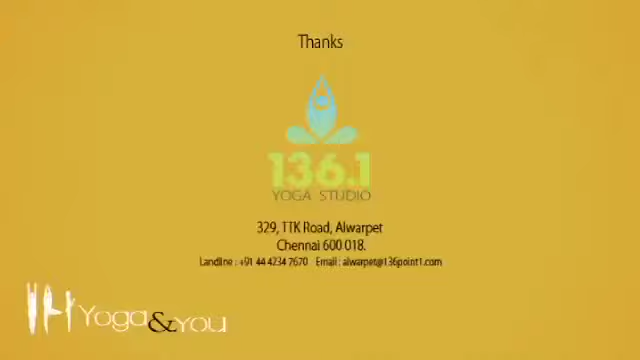 Thanks
136.1
YOGA STUDIO
329, TTK Road, Alwarpet
Chennai 600 018.
Landline : +91 44 4234 7670 Email : alwarpet@136point1.com
Yoga&YOU